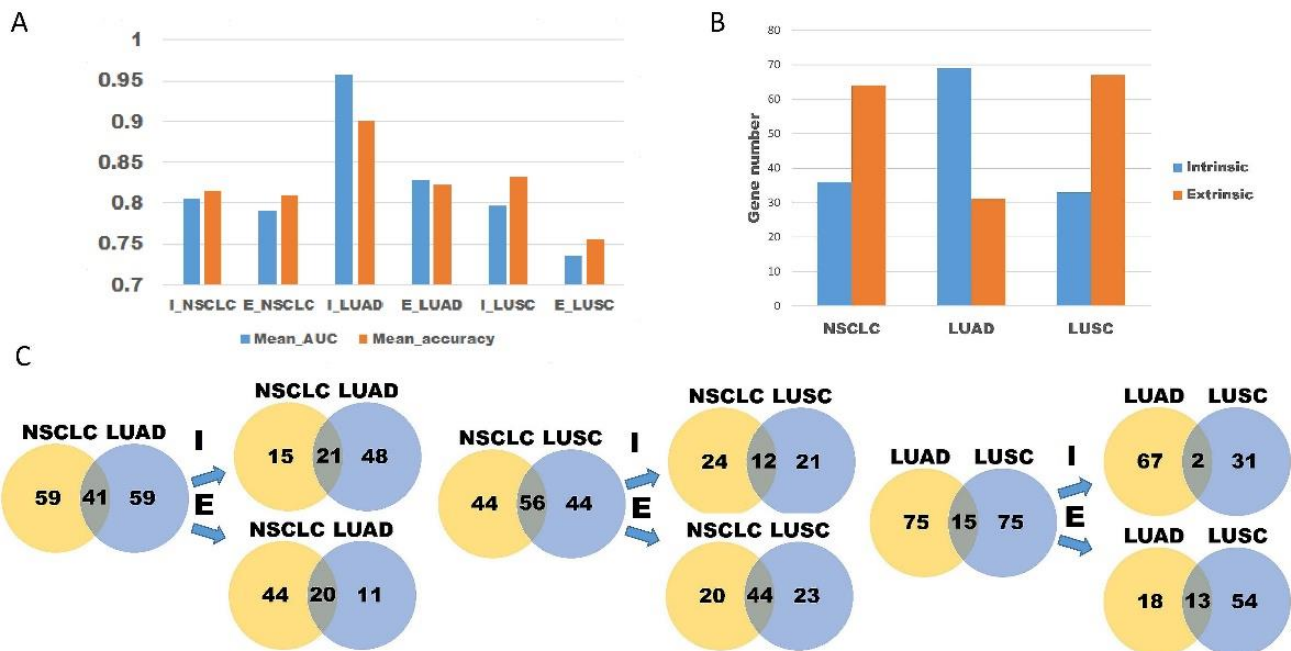 A
1
0.95
0.9
0.85
0.8
0.75
0.7
I_NSCLC E_NSCLC I_LUAD E_LUAD I_LUSC E_LUSC
Mean_AUC Mean_accuracy
B
80
70
60
50
40
30
20
10
0
Gene number
NSCLC LUAD LUSC
Intrinsic
Extrinsic
C
NSCLC LUAD
59 41 59
I
E
NSCLC LUAD
15 21 48
NSCLC LUAD
44 20 11
NSCLC LUSC
44 56 44
I
E
NSCLC LUSC
24 12 21
NSCLC LUSC
20 44 23
LUAD LUSC
75 15 75
I
E
LUAD LUSC
67 2 31
LUAD LUSC
18 13 54